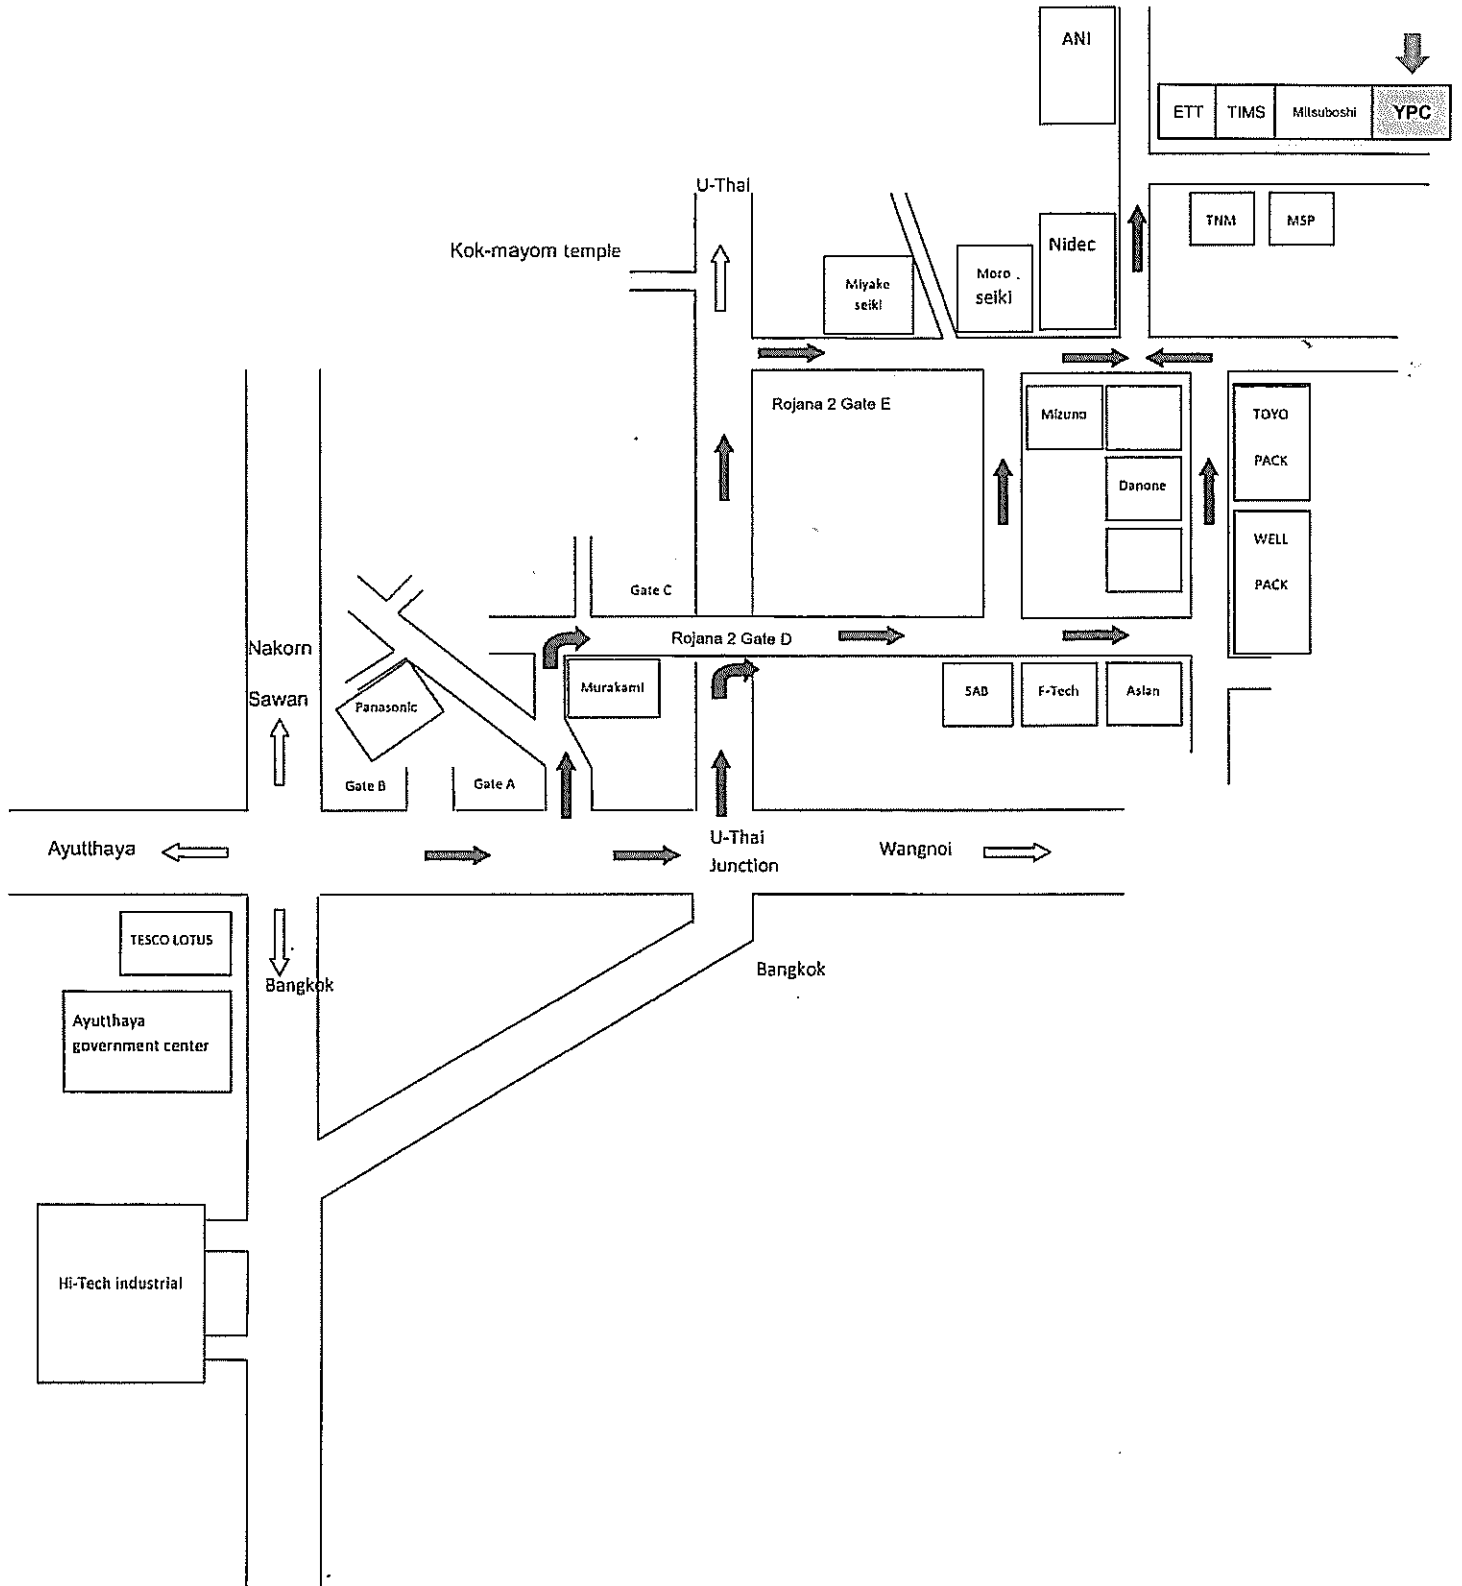 ANI
ETT
TIMS
Mitsuboshi
YPC
U-Thai
TNM
MSP
Kok-mayom temple
Nidec
Miyake
seiki
Moro
seiki
Rojana 2 Gate E
Mizuno
TOYO
PACK
Danone
WELL
PACK
Gate C
Rojana 2 Gate D
Nakorn
Sawan
Murakami
SAB
F-Tech
Asian
Panasonic
Gate B
Gate A
Ayutthaya
U-Thai
Junction
Wangnoi
TESCO LOTUS
Bangkok
Bangkok
Ayutthaya
government center
Hi-Tech industrial